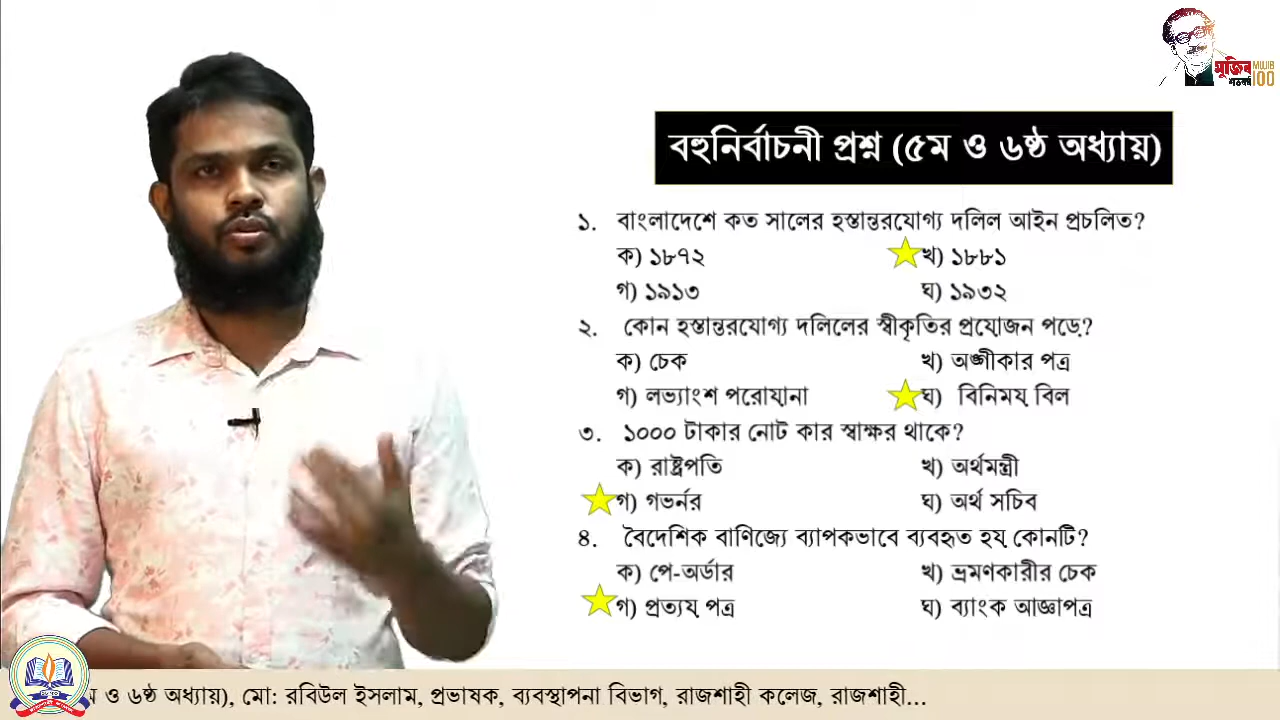 মুজিব MUJIB
শতবর্ষ 100
বহুনির্বাচনী প্রশ্ন (৫ম ও ৬ষ্ঠ অধ্যায়)
১. বাংলাদেশে কত সালের হস্তান্তরযোগ্য দলিল আইন প্রচলিত?
ক) ১৮৭২ খ) ১৮৮১
গ) ১৯১৩ ঘ) ১৯৩২
২. কোন হস্তান্তরযোগ্য দলিলের স্বীকৃতির প্রয়োজন পড়ে?
ক) চেক খ) অঙ্গীকার পত্র
গ) লভ্যাংশ পরোয়ানা ঘ) বিনিময় বিল
৩. ১০০০ টাকার নোট কার স্বাক্ষর থাকে?
ক) রাষ্ট্রপতি খ) অর্থমন্ত্রী
গ) গভর্নর ঘ) অর্থ সচিব
৪. বৈদেশিক বাণিজ্যে ব্যাপকভাবে ব্যবহৃত হয় কোনটি?
ক) পে-অর্ডার খ) ভ্রমণকারীর চেক
গ) প্রত্যয় পত্র ঘ) ব্যাংক আজ্ঞাপত্র
ও ৬ষ্ঠ অধ্যায়), মো: রবিউল ইসলাম, প্রভাষক, ব্যবস্থাপনা বিভাগ, রাজশাহী কলেজ, রাজশাহী...